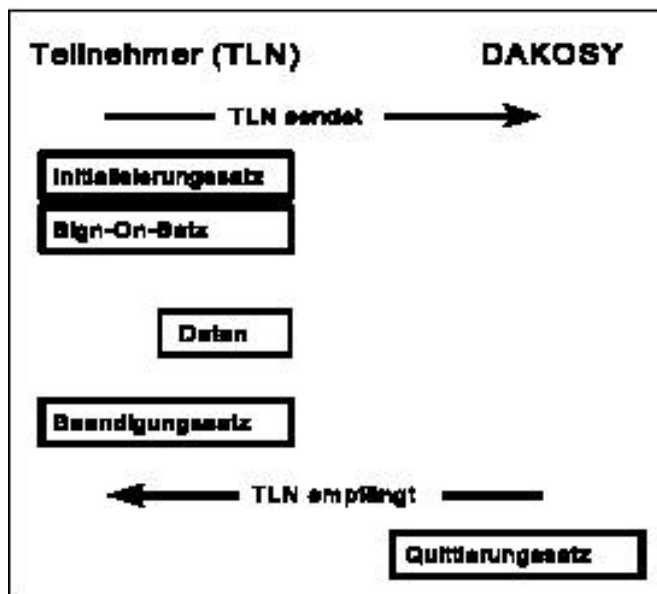 Teilnehmer (TLN) DAKOSY
TLN sendet
Initialisierungssatz
Sign-On-Satz
Daten
Beendigungssatz
TLN empfängt
Quittierungssatz